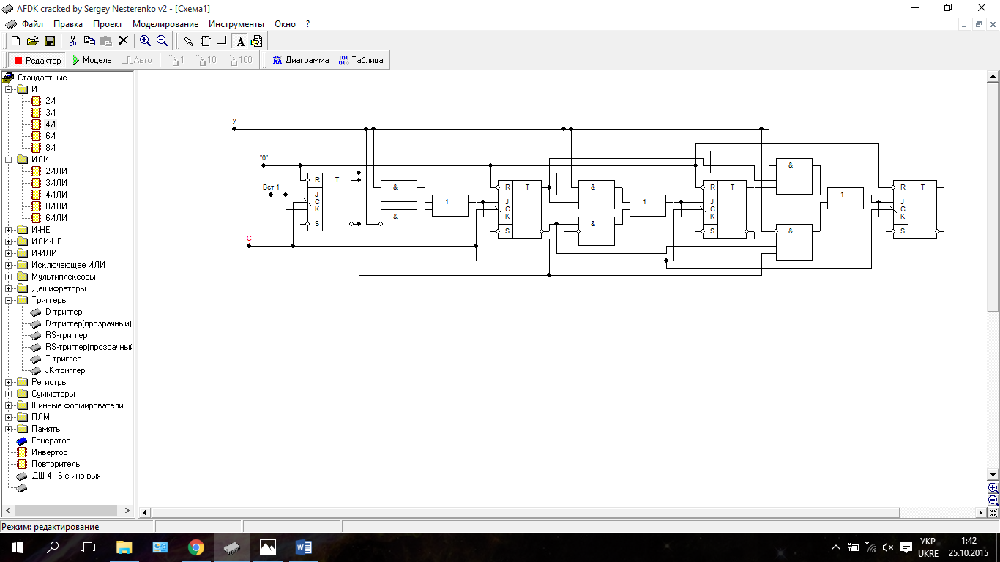 AFDK cracked by Sergey Nesterenko v2 - [Схема1]
Файл Правка Проект Моделирование Инструменты Окно ?
A
Редактор Модель Авто 1 10 100 Диаграмма Таблица
Стандартные
И
2И
3И
4И
6И
8И
ИЛИ
2ИЛИ
3ИЛИ
4ИЛИ
8ИЛИ
6ИЛИ
И-НЕ
ИЛИ-НЕ
И-ИЛИ
Исключающее ИЛИ
Мультиплексоры
Дешифраторы
Триггеры
D-триггер
D-триггер(прозрачный)
RS-триггер
RS-триггер(прозрачный
Т-триггер
JK-триггер
Регистры
Сумматоры
Шинные формирователи
ПЛМ
Память
Генератор
Инвертор
Повторитель
ДШ 4-16 с инв вых
y
"0"
Вст 1
C
R T
J
C
K
S
&
&
1
R T
J
C
K
S
&
&
1
R T
J
C
K
S
&
&
1
R T
J
C
K
S
Режим: редактирование
УКР
UKRE
1:42
25.10.2015